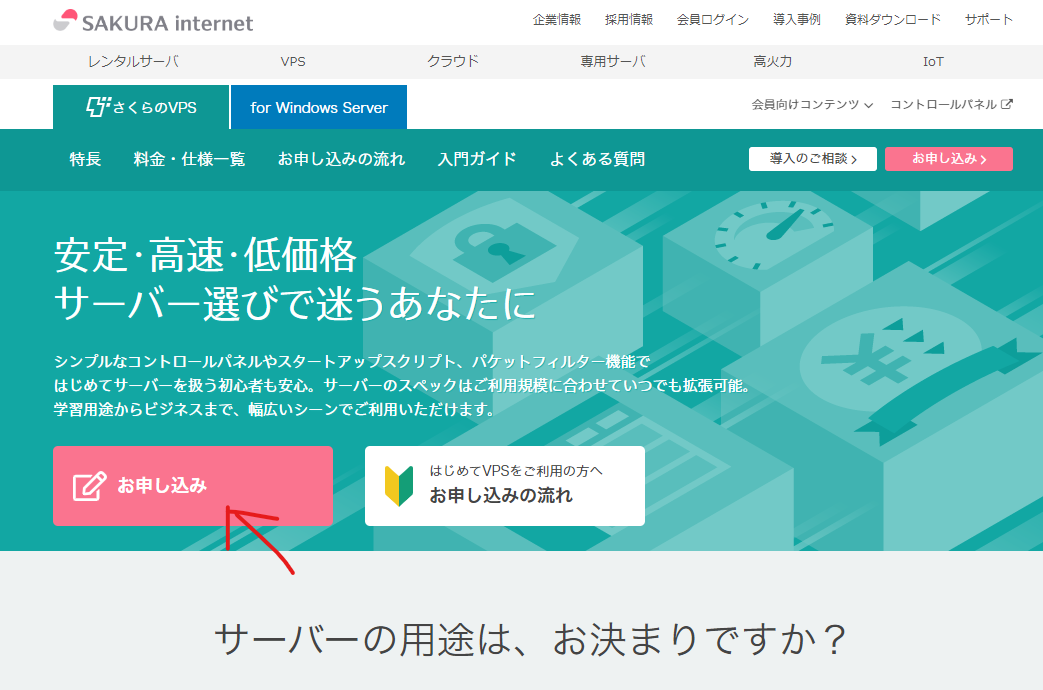 SAKURA internet
企業情報 採用情報 会員ログイン 導入事例 資料ダウンロード サポート
レンタルサーバ VPS クラウド 専用サーバ 高火力 IoT
さくらのVPS for Windows Server 会員向けコンテンツ コントロールパネル
特長 料金・仕様一覧 お申し込みの流れ 入門ガイド よくある質問 導入のご相談 お申し込み
安定・高速・低価格
サーバー選びで迷うあなたに
シンプルなコントロールパネルやスタートアップスクリプト、パケットフィルター機能で
はじめてサーバーを扱う初心者も安心。サーバーのスペックはご利用規模に合わせていつでも拡張可能。
学習用途からビジネスまで、幅広いシーンでご利用いただけます。
お申し込み
はじめてVPSをご利用の方へ
お申し込みの流れ
サーバーの用途は、お決まりですか？